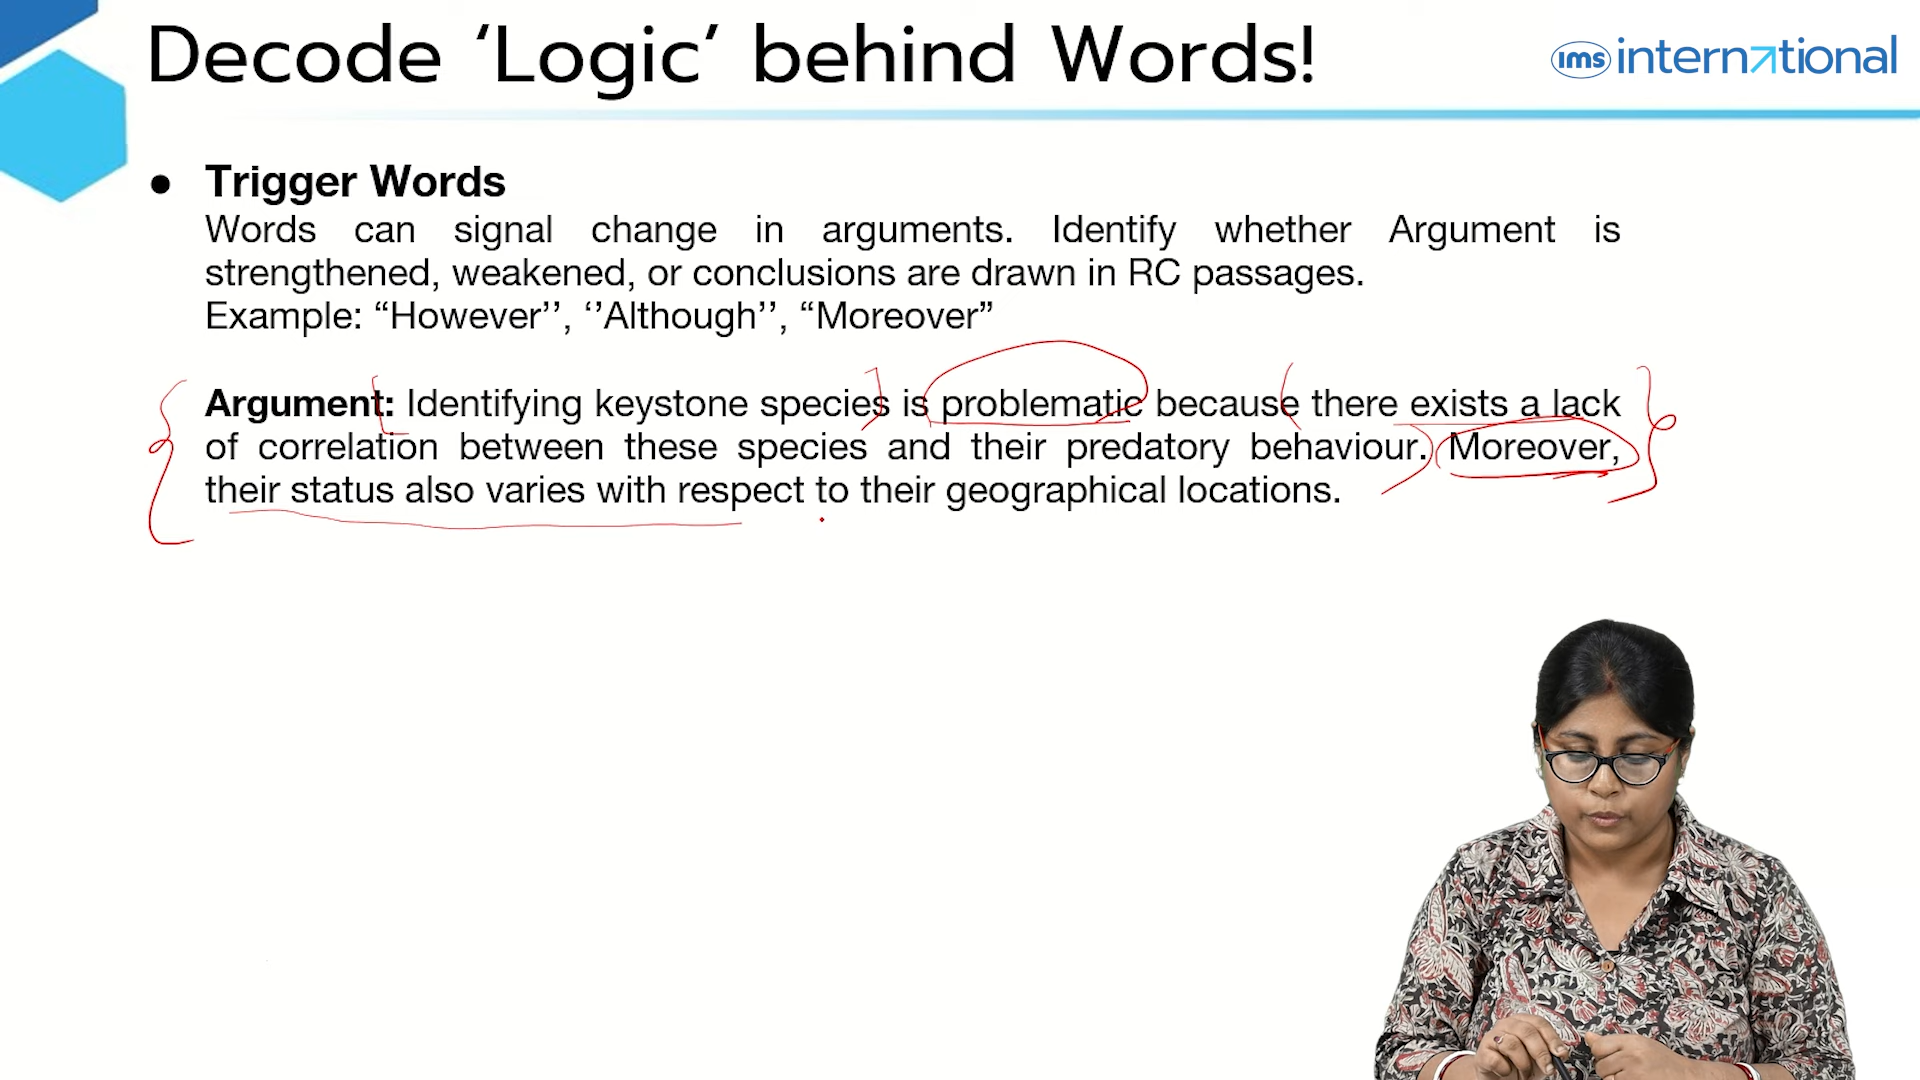 Decode ‘Logic’ behind Words!
ims international
● Trigger Words
Words can signal change in arguments. Identify whether Argument is
strengthened, weakened, or conclusions are drawn in RC passages.
Example: “However’’, ‘’Although’’, “Moreover”
Argument: Identifying keystone species is problematic because there exists a lack
of correlation between these species and their predatory behaviour. Moreover,
their status also varies with respect to their geographical locations.